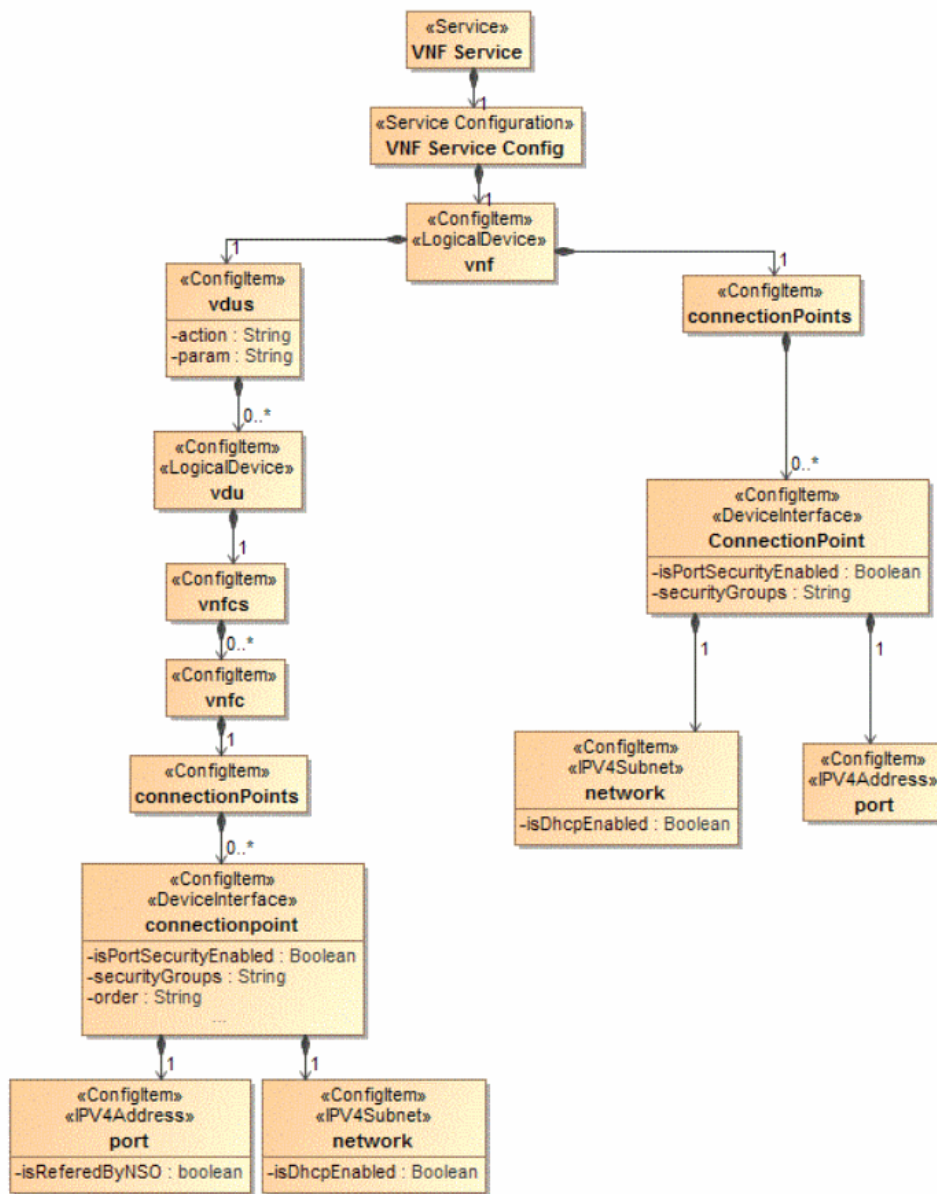 «Service»
VNF Service
1
«Service Configuration»
VNF Service Config
1
«ConfigItem»
«LogicalDevice»
vnf
1
1
«ConfigItem»
vdus
-action : String
-param : String
«ConfigItem»
connectionPoints
0..*
«ConfigItem»
«LogicalDevice»
vdu
0..*
«ConfigItem»
«DeviceInterface»
ConnectionPoint
-isPortSecurityEnabled : Boolean
-securityGroups : String
1
«ConfigItem»
vnfcs
0..*
1
1
«ConfigItem»
vnfc
1
«ConfigItem»
connectionPoints
«ConfigItem»
«IPV4Subnet»
network
-isDhcpEnabled : Boolean
«ConfigItem»
«IPV4Address»
port
0..*
«ConfigItem»
«DeviceInterface»
connectionpoint
-isPortSecurityEnabled : Boolean
-securityGroups : String
-order : String
...
1
1
«ConfigItem»
«IPV4Address»
port
-isReferedByNSO : boolean
«ConfigItem»
«IPV4Subnet»
network
-isDhcpEnabled : Boolean